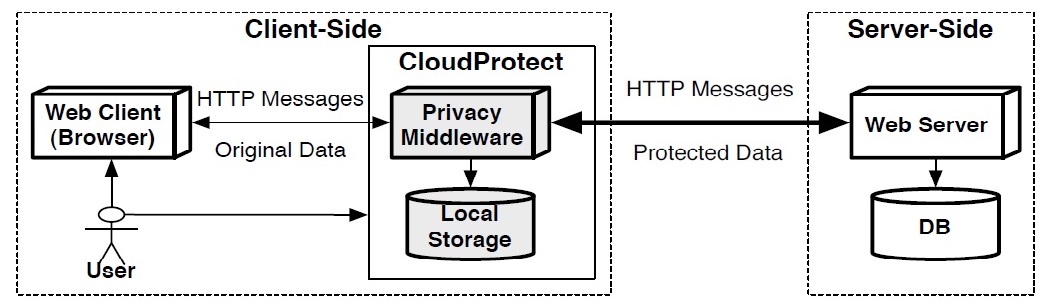 Client-Side
Server-Side
CloudProtect
Web Client
(Browser)
HTTP Messages
Original Data
Privacy
Middleware
HTTP Messages
Protected Data
Web Server
Local
Storage
DB
User